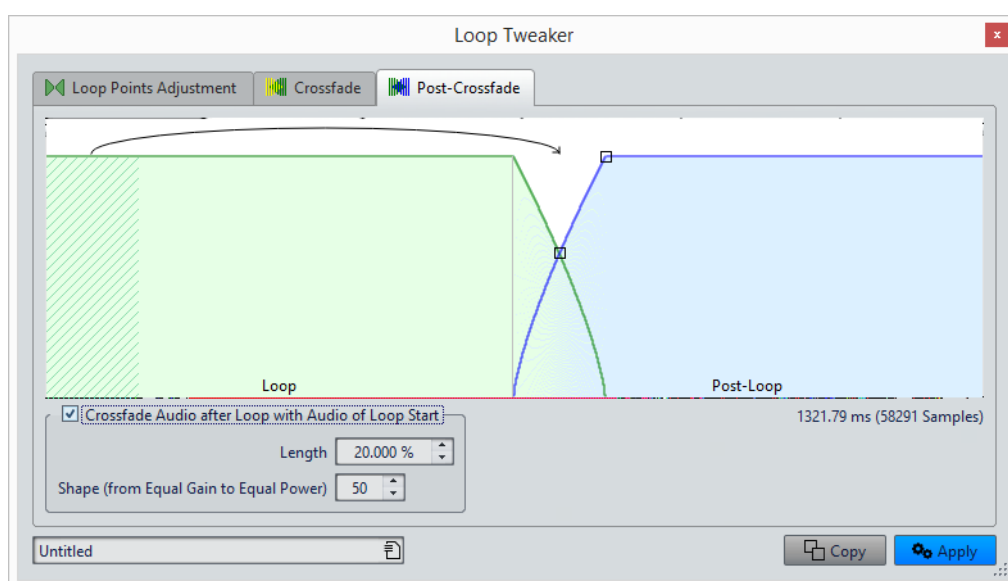 Loop Tweaker
x
Loop Points Adjustment
Crossfade
Post-Crossfade
Loop
Post-Loop
Crossfade Audio after Loop with Audio of Loop Start
1321.79 ms (58291 Samples)
Length 20.000 %
Shape (from Equal Gain to Equal Power) 50
Untitled
Copy
Apply